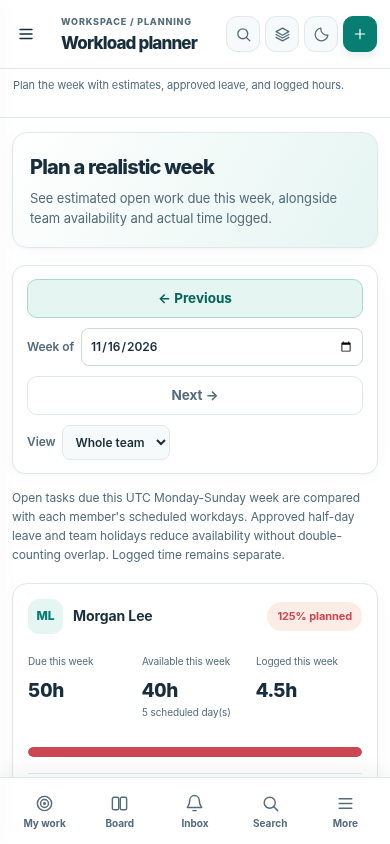 WORKSPACE / PLANNING
Workload planner
Plan the week with estimates, approved leave, and logged hours.
Plan a realistic week
See estimated open work due this week, alongside
team availability and actual time logged.
← Previous
Week of 11/16/2026
Next →
View Whole team
Open tasks due this UTC Monday-Sunday week are compared
with each member's scheduled workdays. Approved half-day
leave and team holidays reduce availability without double-
counting overlap. Logged time remains separate.
ML Morgan Lee 125% planned
Due this week Available this week Logged this week
50h 40h 4.5h
5 scheduled day(s)
My work Board Inbox Search More